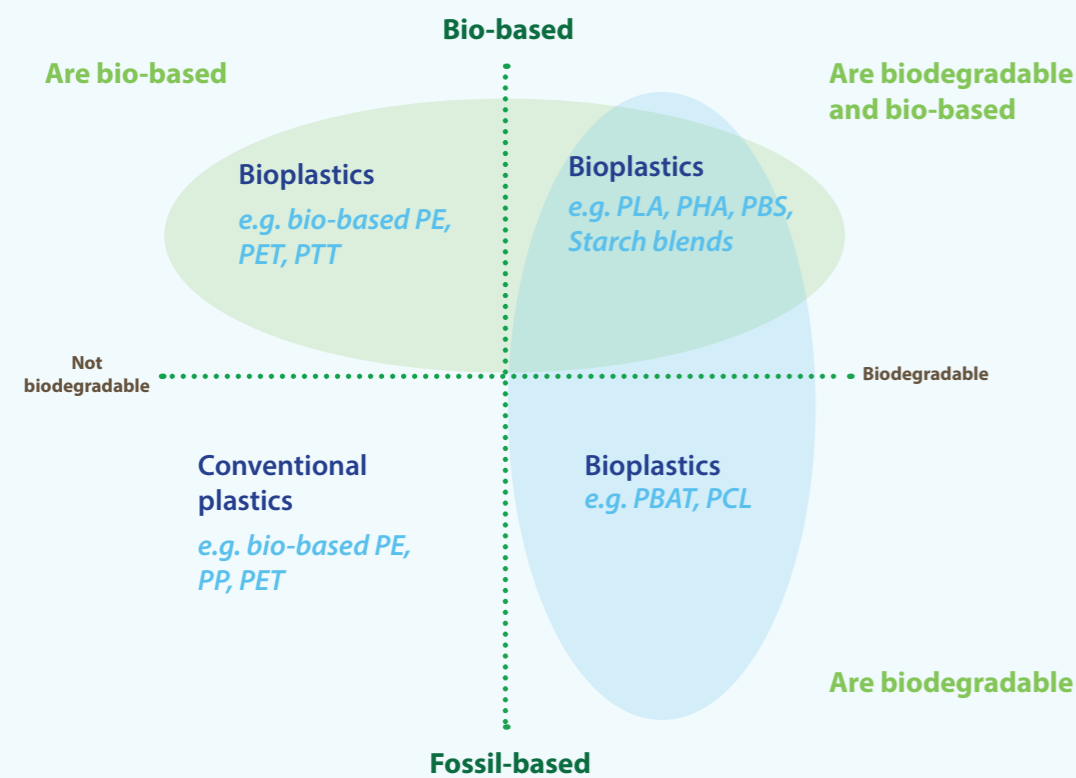 Bio-based
Are bio-based
Are biodegradable
and bio-based
Bioplastics
e.g. bio-based PE,
PET, PTT
Bioplastics
e.g. PLA, PHA, PBS,
Starch blends
Not
biodegradable
Biodegradable
Conventional
plastics
e.g. bio-based PE,
PP, PET
Bioplastics
e.g. PBAT, PCL
Are biodegradable
Fossil-based